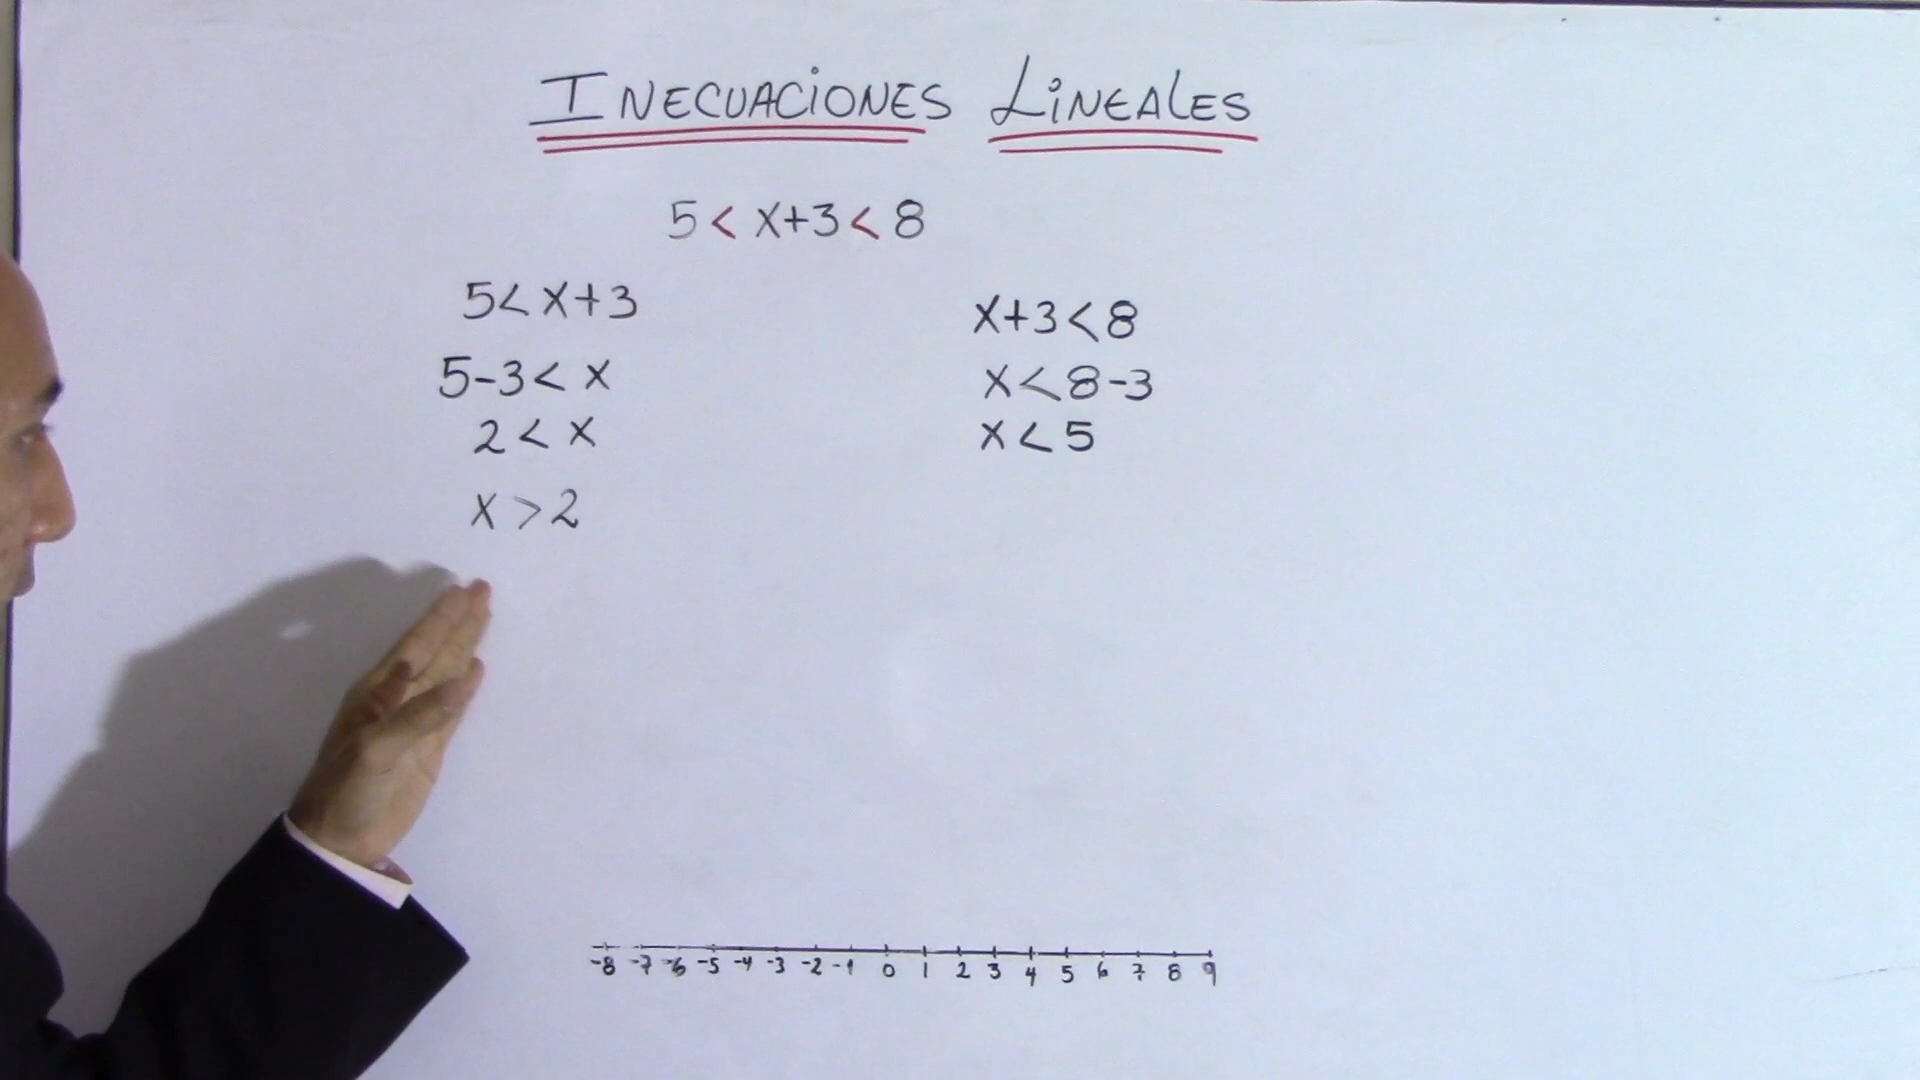 INECUACiONES LiNEALES
5 < x+3 < 8
5 < x+3
x+3 < 8
5-3 < x
x < 8-3
2 < x
x < 5
x > 2
-8 -7 -6 -5 -4 -3 -2 -1 0 1 2 3 4 5 6 7 8 9